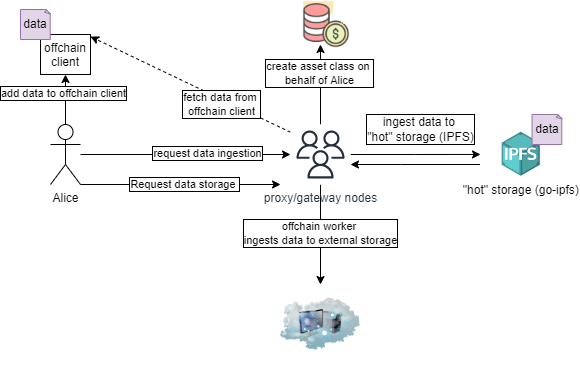 data
offchain
client
add data to offchain client
fetch data from
offchain client
create asset class on
behalf of Alice
ingest data to
"hot" storage (IPFS)
data
IPFS
"hot" storage (go-ipfs)
request data ingestion
Request data storage
Alice
proxy/gateway nodes
offchain worker
ingests data to external storage